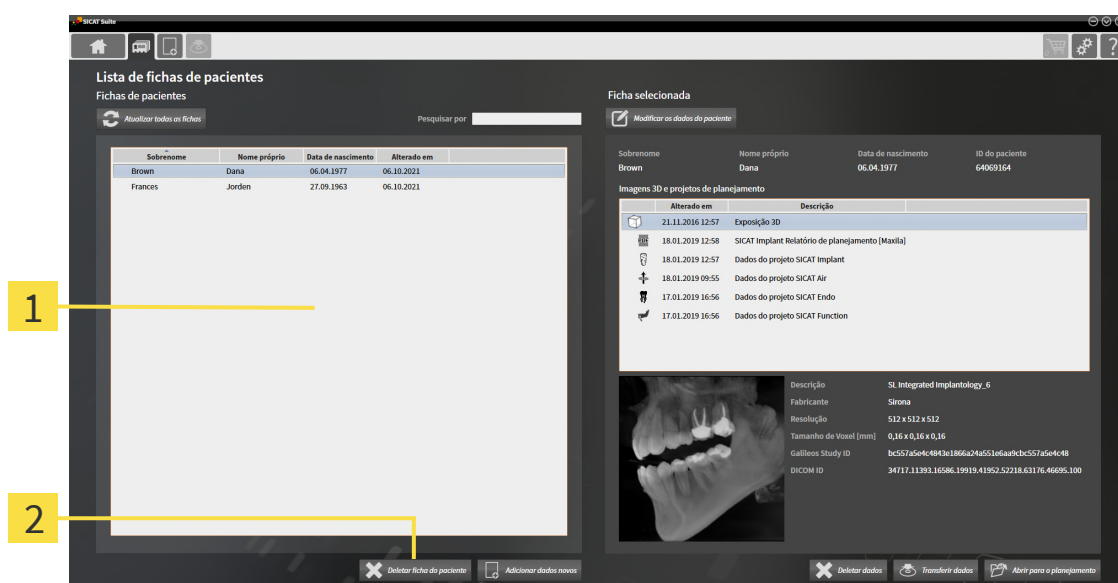 SICAT Suite
Lista de fichas de pacientes
Fichas de pacientes
Atualizar todas as fichas
Pesquisar por
Sobrenome Nome próprio Data de nascimento Alterado em
Brown Dana 06.04.1977 06.10.2021
Frances Jorden 27.09.1963 06.10.2021
1
2
Deletar ficha do paciente
Adicionar dados novos
Ficha selecionada
Modificar os dados do paciente
Sobrenome Nome próprio Data de nascimento ID do paciente
Brown Dana 06.04.1977 64069164
Imagens 3D e projetos de planejamento
Alterado em Descrição
21.11.2016 12:57 Exposição 3D
18.01.2019 12:58 SICAT Implant Relatório de planejamento [Maxila]
18.01.2019 12:57 Dados do projeto SICAT Implant
18.01.2019 09:55 Dados do projeto SICAT Air
17.01.2019 16:56 Dados do projeto SICAT Endo
17.01.2019 16:56 Dados do projeto SICAT Function
Descrição SL Integrated Implantology_6
Fabricante Sirona
Resolução 512 x 512 x 512
Tamanho de Voxel [mm] 0,16 x 0,16 x 0,16
Galileos Study ID bc557a5e4c4843e1866a24a551e6aa9cbc557a5e4c48
DICOM ID 34717.11393.16586.19919.41952.52218.63176.46695.100
Deletar dados
Transferir dados
Abrir para o planejamento
?